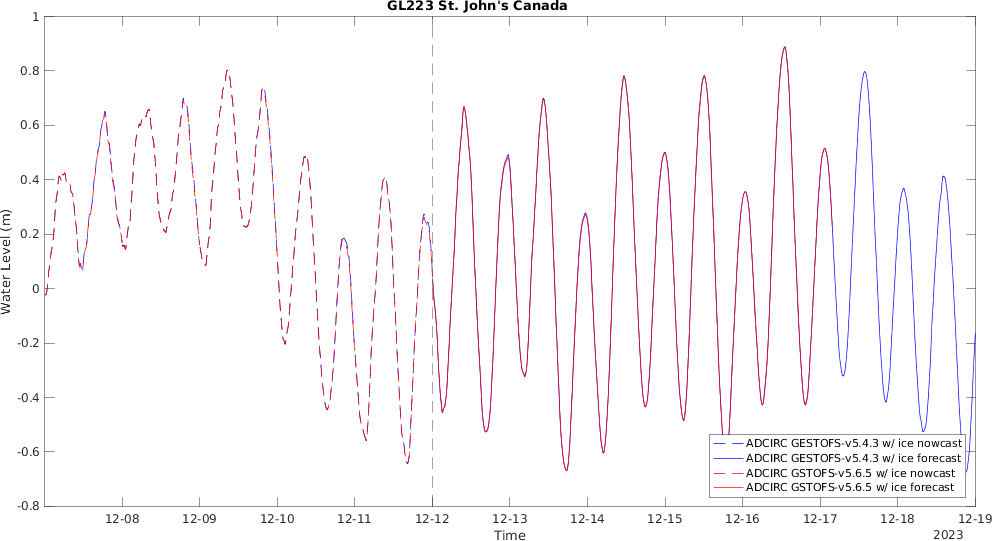 GL223 St. John's Canada
Water Level (m)
1
0.8
0.6
0.4
0.2
0
-0.2
-0.4
-0.6
-0.8
12-08 12-09 12-10 12-11 12-12 12-13 12-14 12-15 12-16 12-17 12-18 12-19
Time
2023
ADCIRC GESTOFS-v5.4.3 w/ ice nowcast
ADCIRC GESTOFS-v5.4.3 w/ ice forecast
ADCIRC GSTOFS-v5.6.5 w/ ice nowcast
ADCIRC GSTOFS-v5.6.5 w/ ice forecast